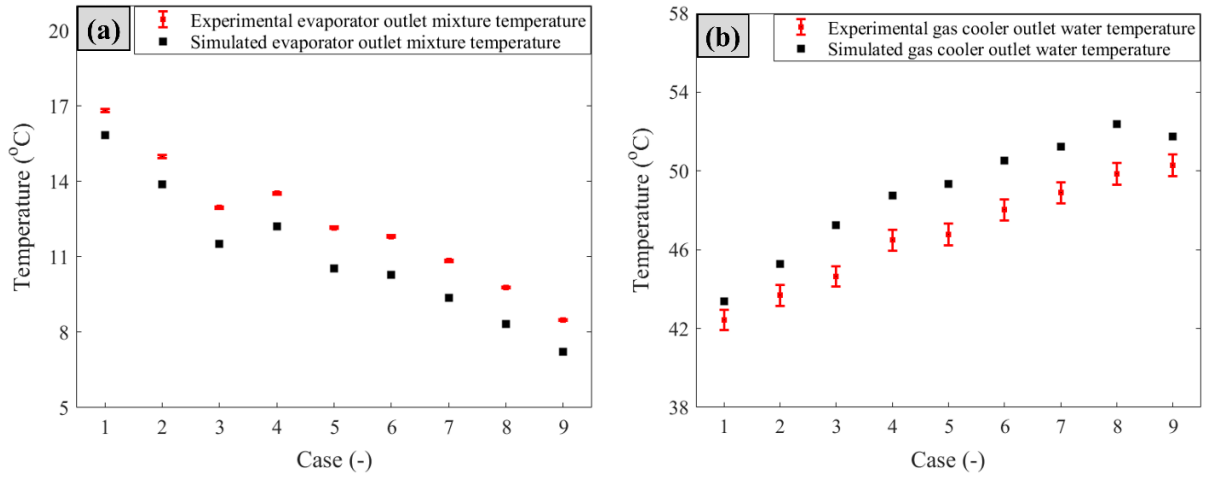 (a)
Experimental evaporator outlet mixture temperature
Simulated evaporator outlet mixture temperature
20
17
14
11
8
5
Temperature (°C)
1 2 3 4 5 6 7 8 9
Case (-)
(b)
Experimental gas cooler outlet water temperature
Simulated gas cooler outlet water temperature
58
54
50
46
42
38
Temperature (°C)
1 2 3 4 5 6 7 8 9
Case (-)